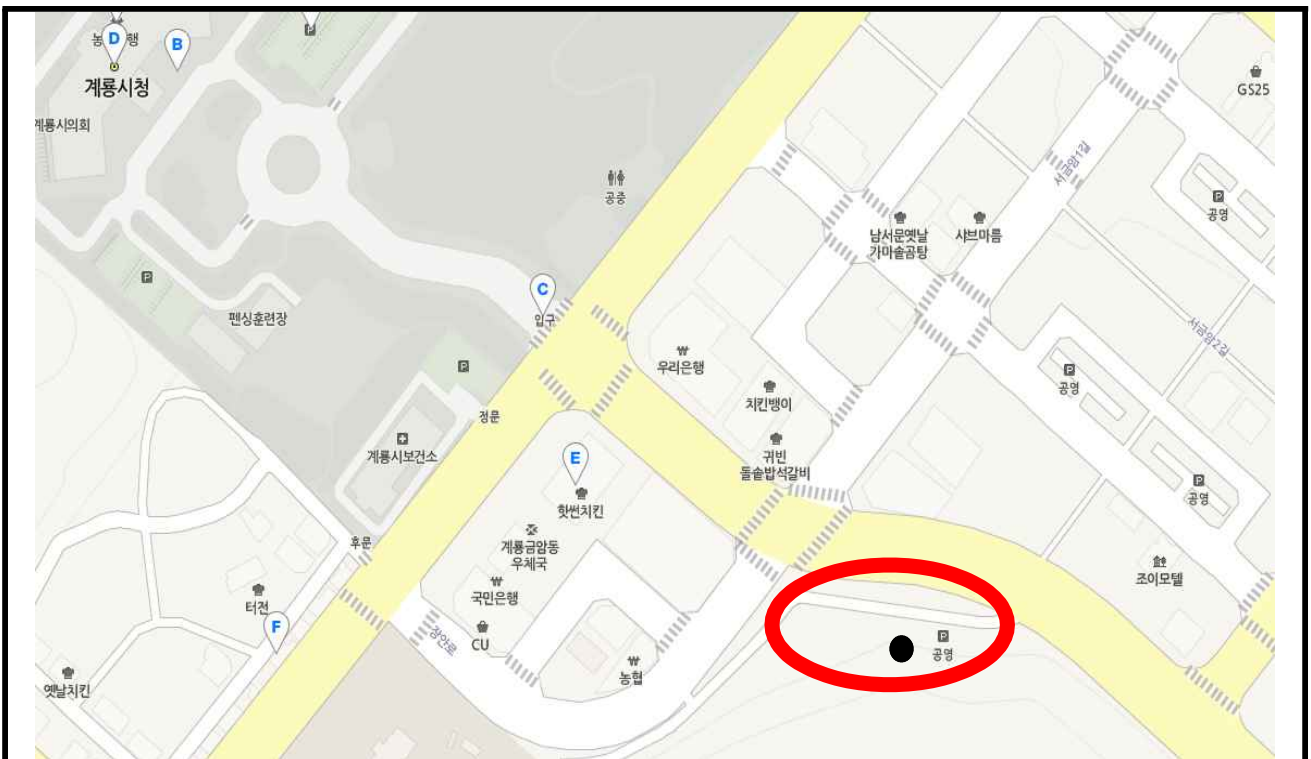 D
B
P
계룡시청
계룡시의회
GS25
서금암1길
공중
P
공영
남서문옛날
가마솥곰탕
샤브마름
P
C
입구
펜싱훈련장
서금암2길
우리은행
P
P
공영
치킨뱅이
정문
계룡시보건소
귀빈
돌솥밥석갈비
E
핫썬치킨
P
공영
계룡금암동
우체국
후문
조이모텔
국민은행
터전
F
장안로
CU
P
공영
농협
옛날치킨